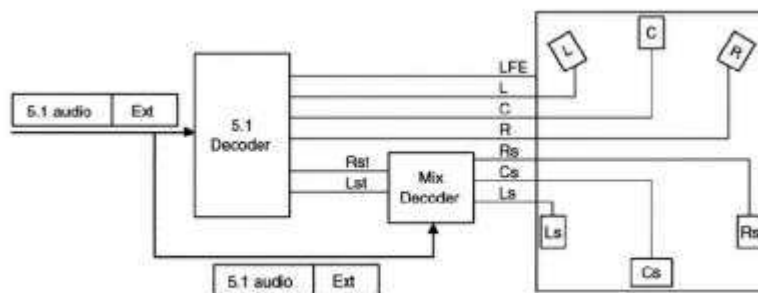 C
L
R
LFE
L
5.1 audio Ext
C
5.1
Decoder
R
Rst
Rs
Mix
Decoder
Cs
Lst
Ls
Ls
Rs
Cs
5.1 audio Ext